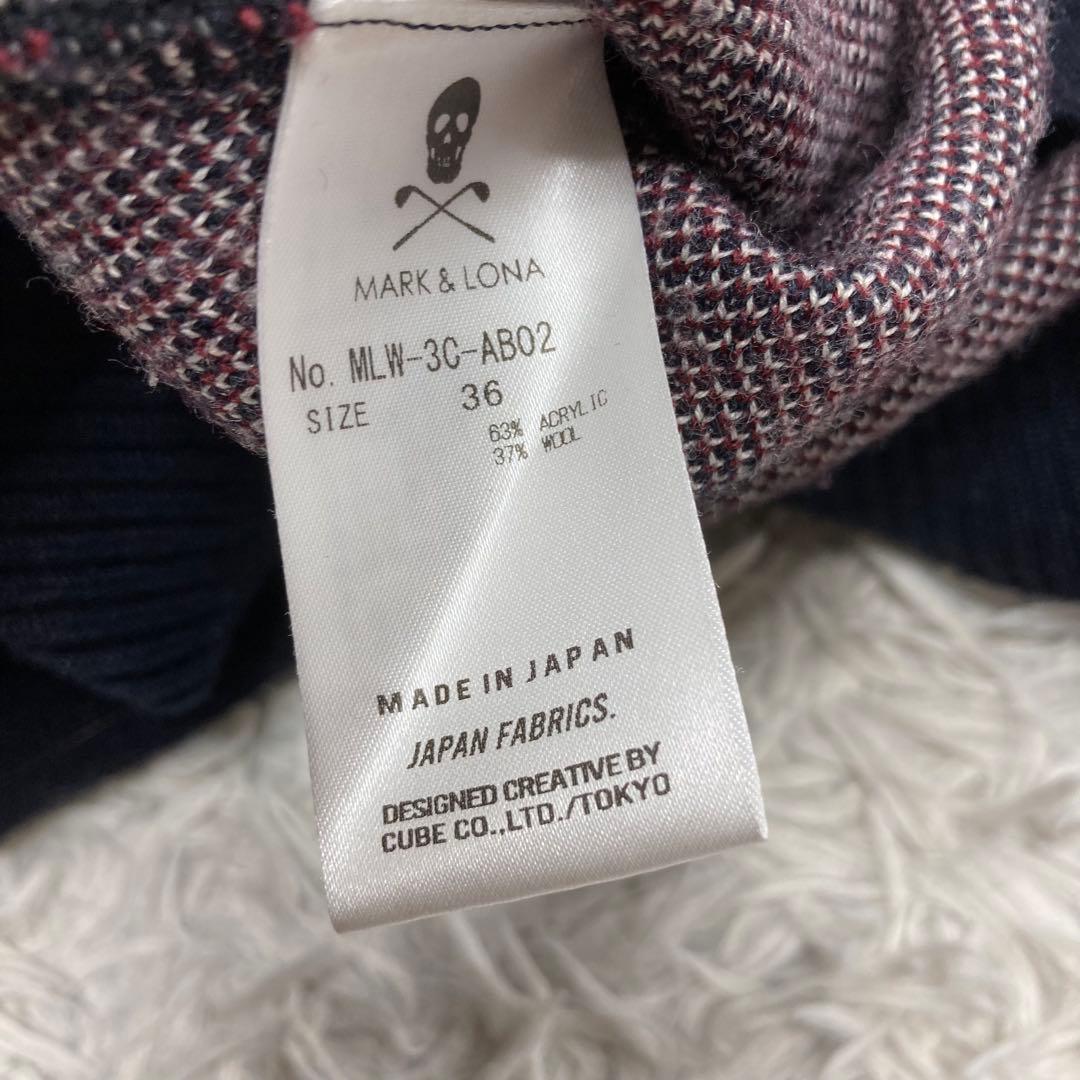 MARK & LONA
No. MLW-3C-AB02
SIZE 36
63% ACRYLIC
37% WOOL
MADE IN JAPAN
JAPAN FABRICS.
DESIGNED CREATIVE BY
CUBE CO.,LTD./TOKYO